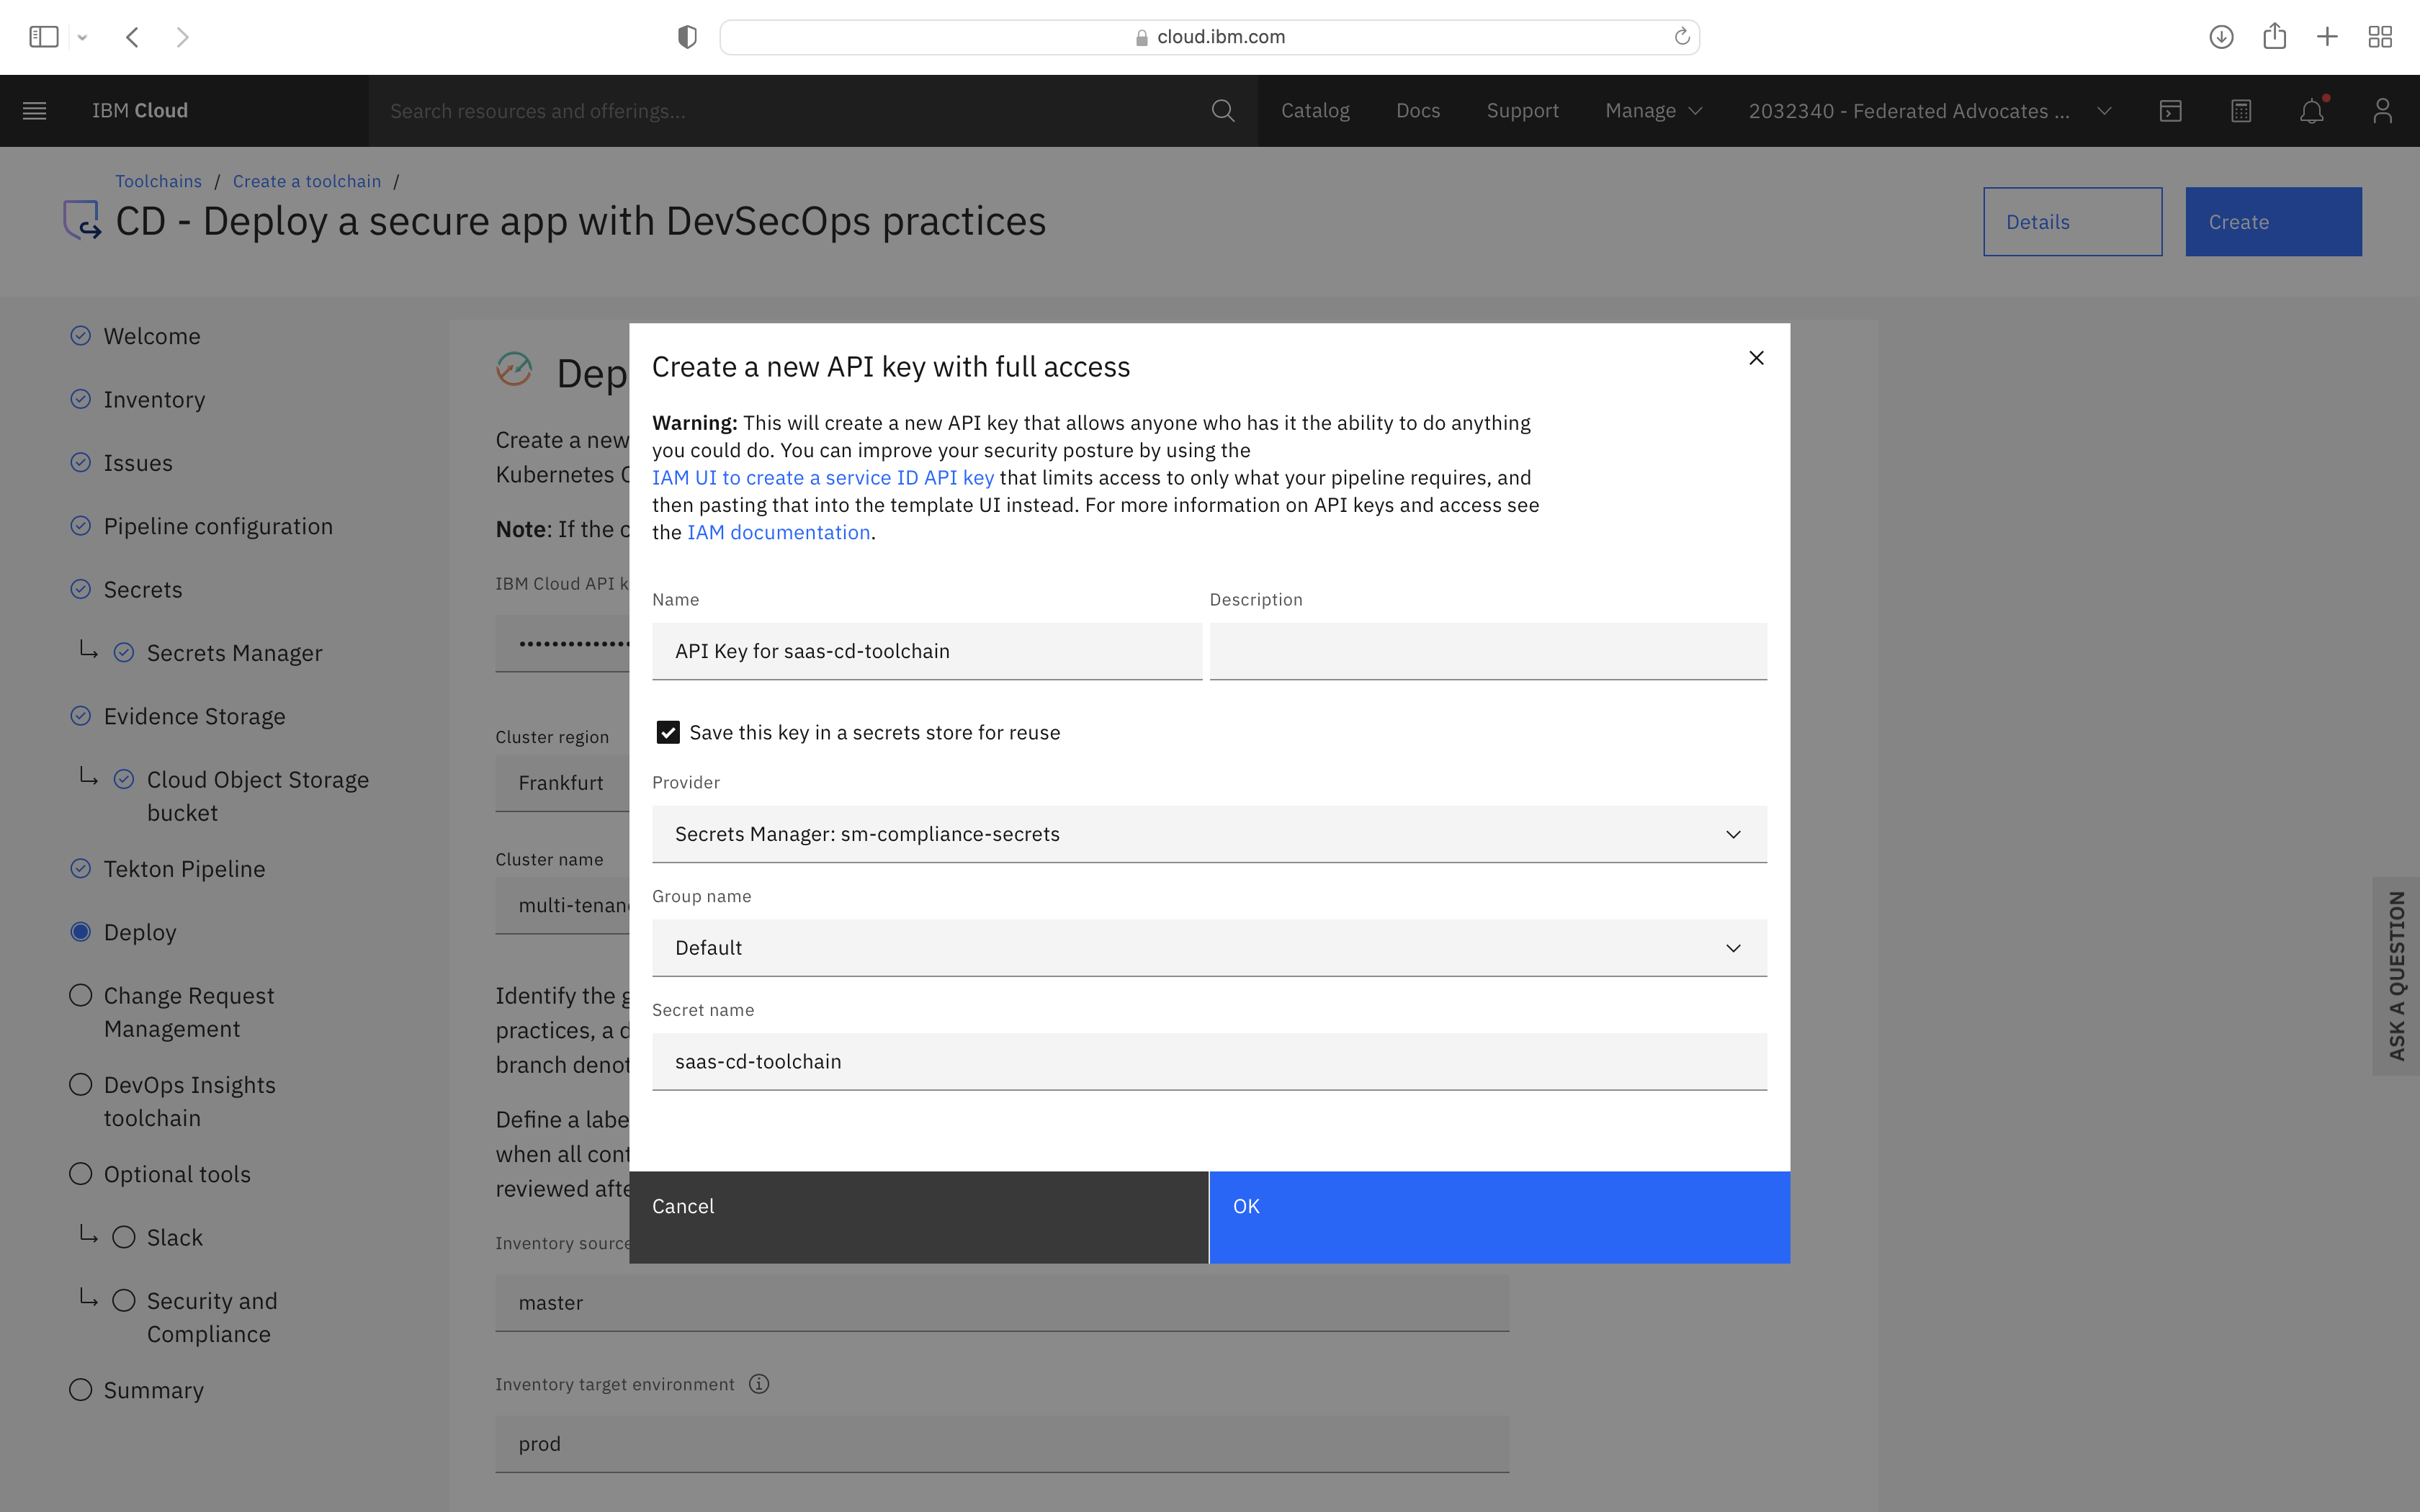 cloud.ibm.com
IBM Cloud
Search resources and offerings...
Catalog
Docs
Support
Manage
2032340 - Federated Advocates ...
Toolchains / Create a toolchain /
CD - Deploy a secure app with DevSecOps practices
Details
Create
Welcome
Inventory
Issues
Pipeline configuration
Secrets
Secrets Manager
Evidence Storage
Cloud Object Storage
bucket
Tekton Pipeline
Deploy
Change Request
Management
DevOps Insights
toolchain
Optional tools
Slack
Security and
Compliance
Summary
Dep
Create a new
Kubernetes C
Note: If the c
IBM Cloud API k
Cluster region
Frankfurt
Cluster name
multi-tenan
Identify the g
practices, a d
branch denot
Define a labe
when all cont
reviewed afte
Inventory source
master
Inventory target environment
prod
Create a new API key with full access
Warning: This will create a new API key that allows anyone who has it the ability to do anything
you could do. You can improve your security posture by using the
IAM UI to create a service ID API key that limits access to only what your pipeline requires, and
then pasting that into the template UI instead. For more information on API keys and access see
the IAM documentation.
Name
API Key for saas-cd-toolchain
Description
Save this key in a secrets store for reuse
Provider
Secrets Manager: sm-compliance-secrets
Group name
Default
Secret name
saas-cd-toolchain
Cancel
OK
ASK A QUESTION